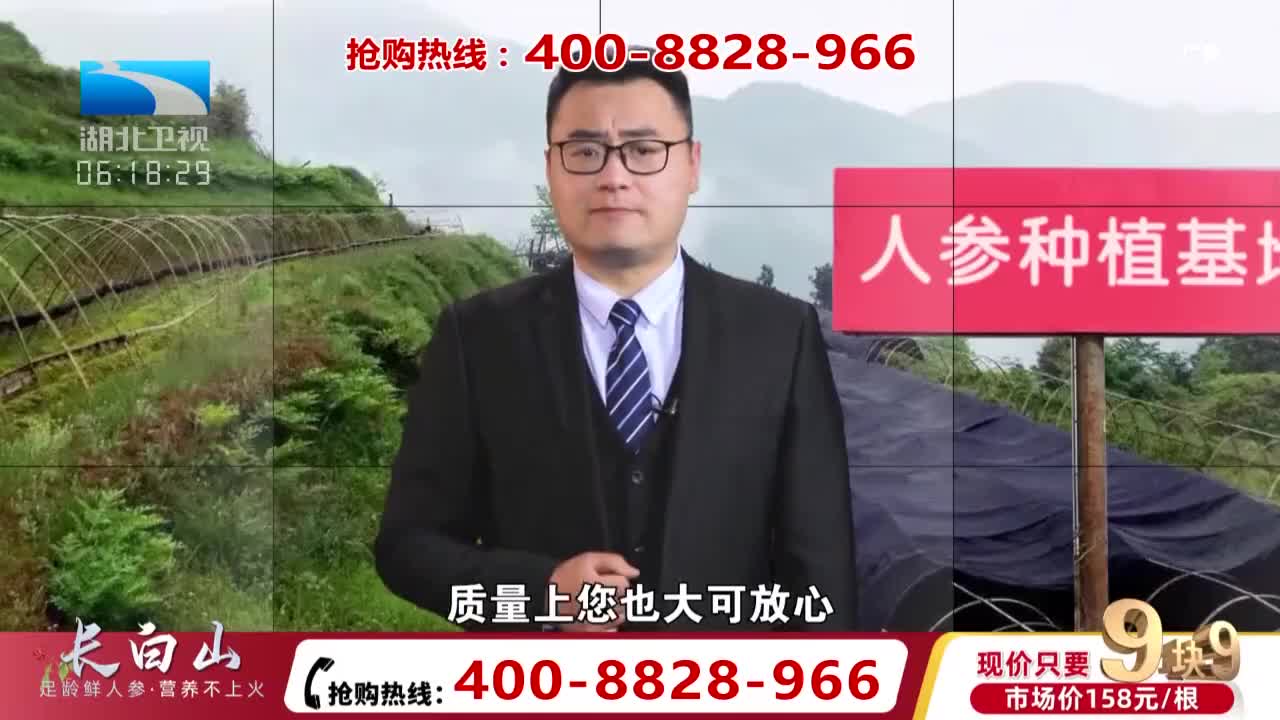 抢购热线：400-8828-966
湖北卫视
06:18:29
人参种植基
质量上您也大可放心
长白山
足龄鲜人参·营养不上火
抢购热线：400-8828-966
现价只要9块9
市场价158元/根